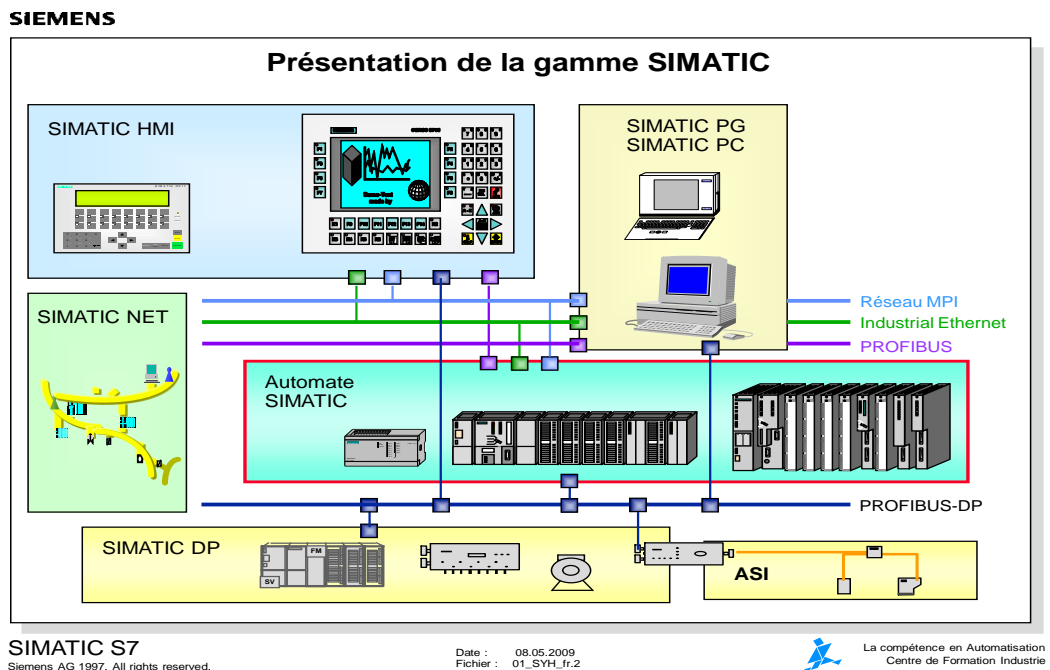 SIEMENS
Présentation de la gamme SIMATIC
SIMATIC HMI
SIMATIC PG
SIMATIC PC
SIMATIC NET
Réseau MPI
Industrial Ethernet
PROFIBUS
Automate
SIMATIC
PROFIBUS-DP
SIMATIC DP
FM
SV
ASI
SIMATIC S7
Siemens AG 1997. All rights reserved.
Date : 08.05.2009
Fichier : 01_SYH_fr.2
La compétence en Automatisation
Centre de Formation Industrie